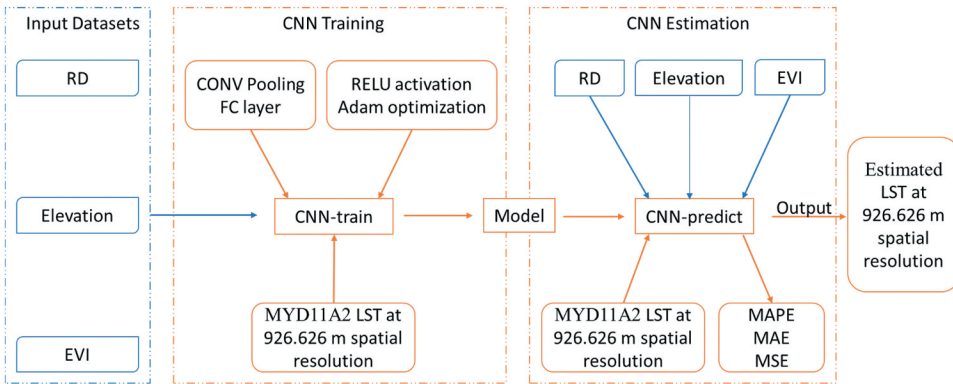 Input Datasets
RD
Elevation
EVI
CNN Training
CONV Pooling
FC layer
RELU activation
Adam optimization
CNN-train
MYD11A2 LST at
926.626 m spatial
resolution
Model
CNN Estimation
RD
Elevation
EVI
CNN-predict
MYD11A2 LST at
926.626 m spatial
resolution
MAPE
MAE
MSE
Output
Estimated
LST at
926.626 m
spatial
resolution